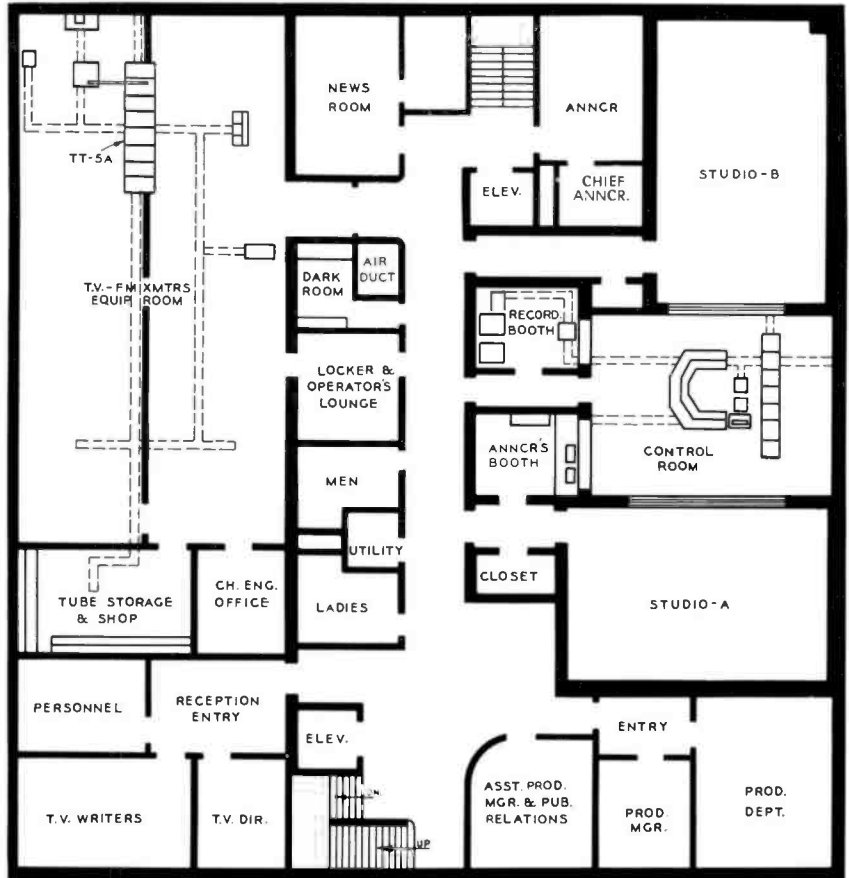 NEWS
ROOM
ANNCR
TT-5A
ELEV.
CHIEF
ANNCR.
STUDIO-B
T.V.-FM XMTRS
EQUIP. ROOM
DARK
ROOM
AIR
DUCT
RECORD.
BOOTH
LOCKER &
OPERATOR'S
LOUNGE
ANNCR'S
BOOTH
CONTROL
ROOM
MEN
UTILITY
CLOSET
TUBE STORAGE
& SHOP
CH. ENG.
OFFICE
LADIES
STUDIO-A
PERSONNEL
RECEPTION
ENTRY
ELEV.
ENTRY
T.V. WRITERS
T.V. DIR.
DN.
UP
ASST. PROD.
MGR. & PUB.
RELATIONS
PROD.
MGR.
PROD.
DEPT.